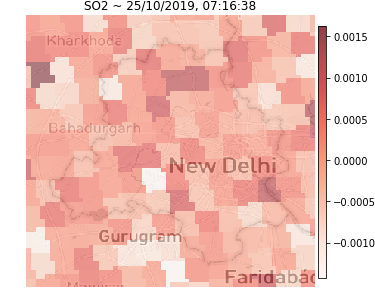 SO2 ~ 25/10/2019, 07:16:38
Kharkhoda
0.0015
0.0010
0.0005
Bahadurgarh
0.0000
New Delhi
−0.0005
Gurugram
−0.0010
Faridabad